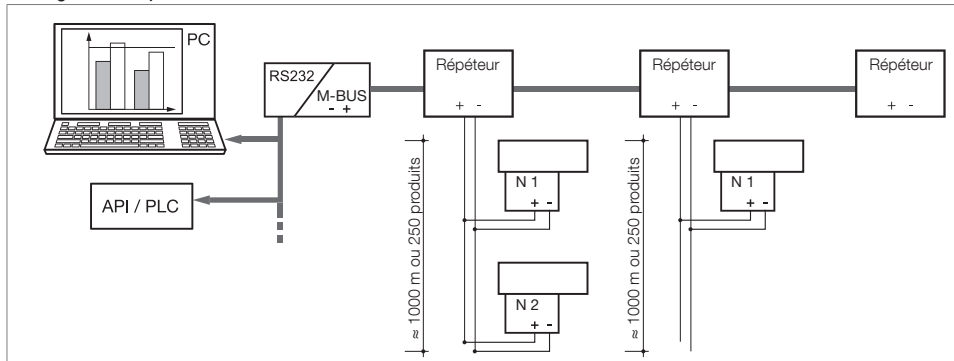 PC
RS232
M-BUS
- +
API / PLC
Répéteur
+ -
≈ 1000 m ou 250 produits
N 1
+ -
N 2
+ -
Répéteur
+ -
≈ 1000 m ou 250 produits
N 1
+ -
Répéteur
+ -